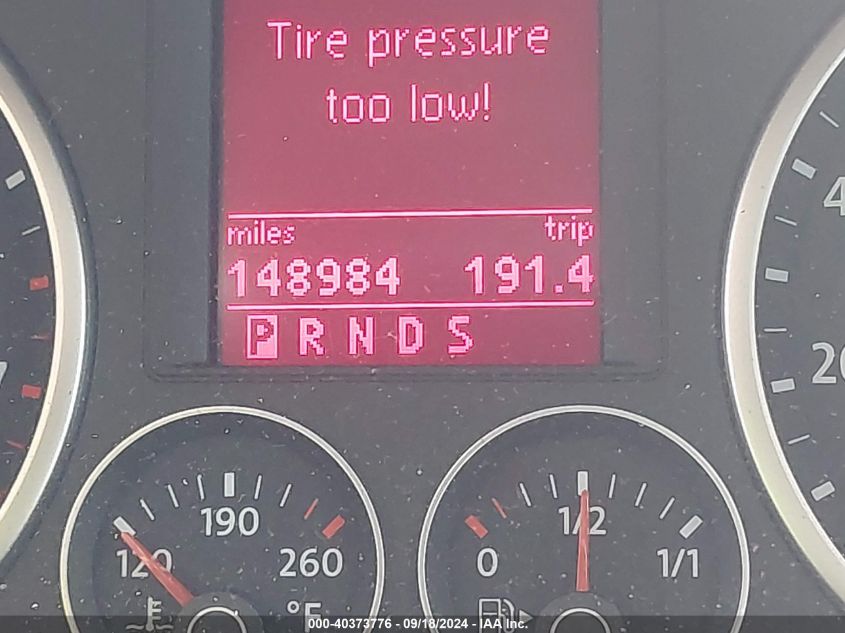 Tire pressure
too low!
miles trip
148984 191.4
P R N D S
190 1/2
120 260 0 1/1
°F
000-40373776 - 09/18/2024 - IAA Inc.